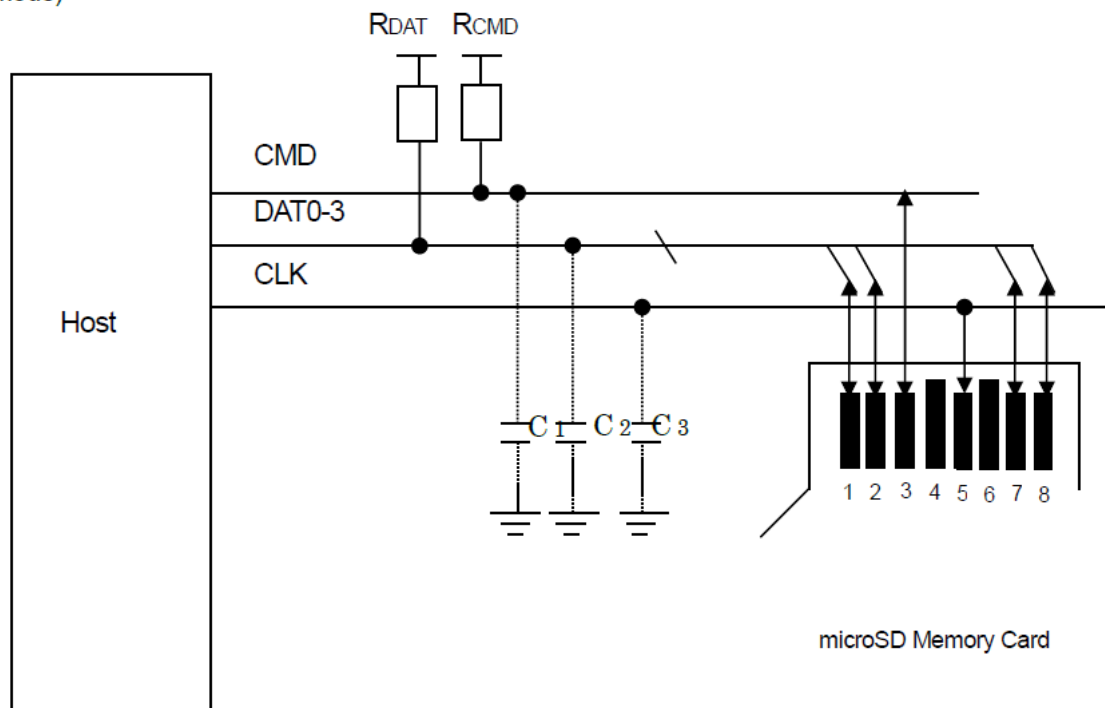 RDAT RCMD
CMD
DAT0-3
CLK
Host
C1 C2 C3
1 2 3 4 5 6 7 8
microSD Memory Card